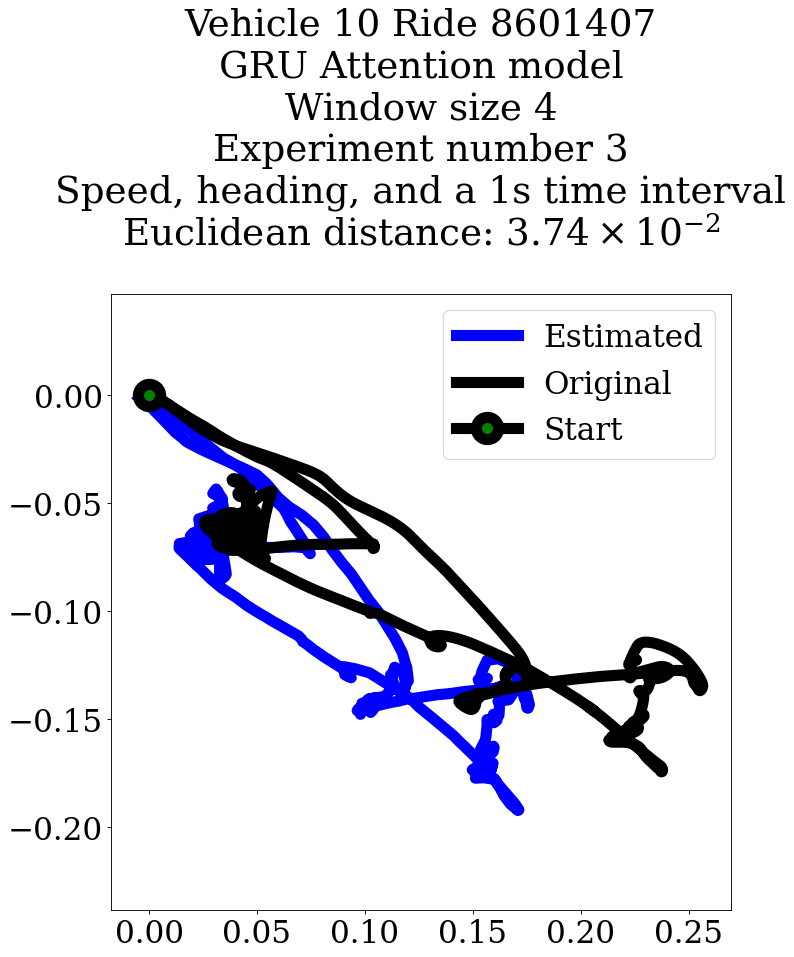 Vehicle 10 Ride 8601407
GRU Attention model
Window size 4
Experiment number 3
Speed, heading, and a 1s time interval
Euclidean distance: 3.74 × 10⁻²
Estimated
Original
Start
0.00
−0.05
−0.10
−0.15
−0.20
0.00 0.05 0.10 0.15 0.20 0.25